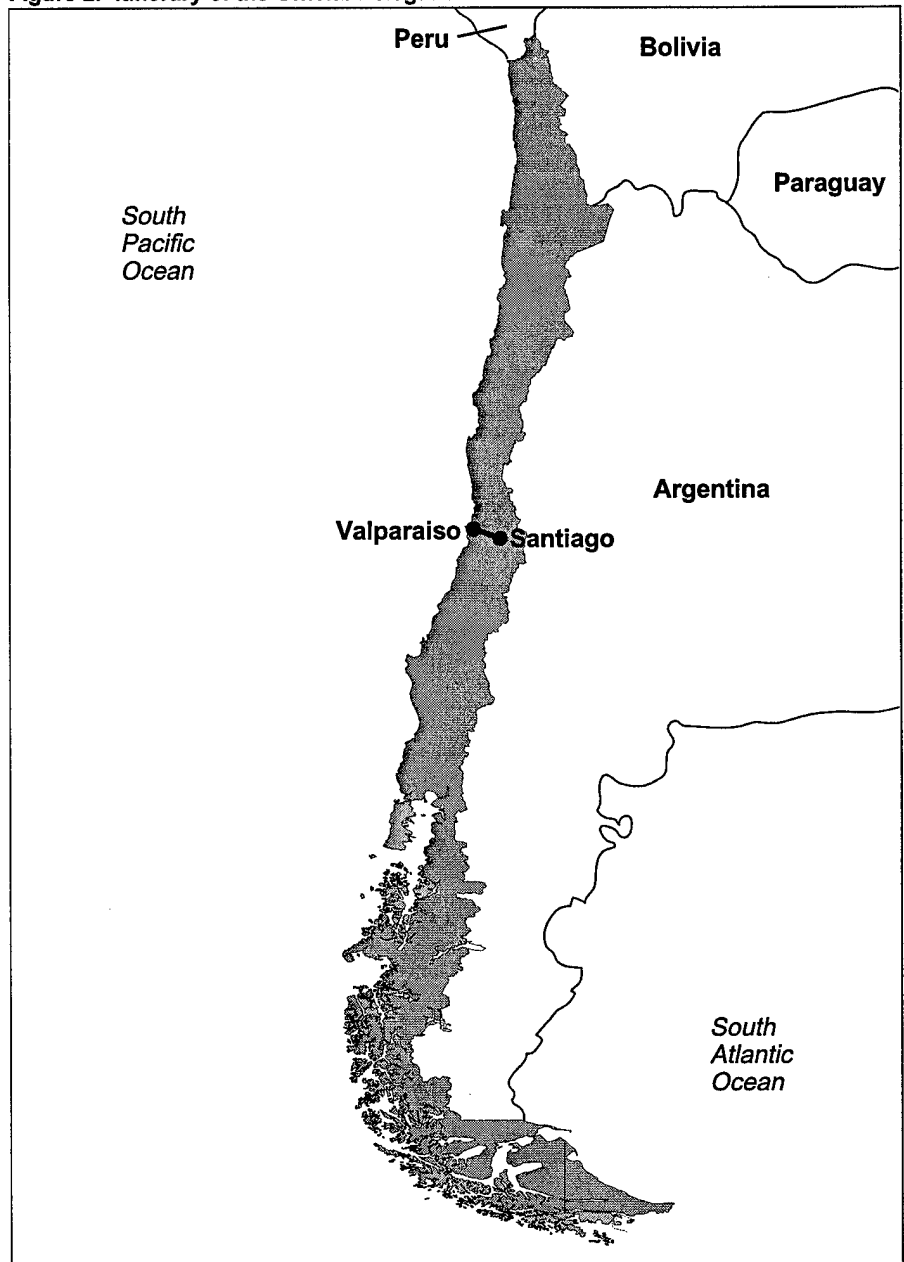 Peru
Bolivia
Paraguay
South
Pacific
Ocean
Argentina
Valparaiso
Santiago
South
Atlantic
Ocean